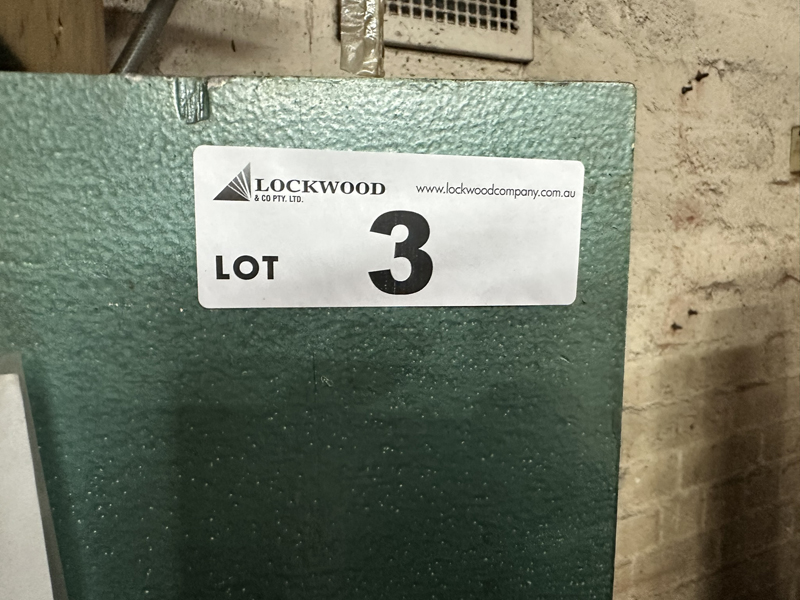 LOCKWOOD www.lockwoodcompany.com.au
& CO PTY. LTD.
LOT 3